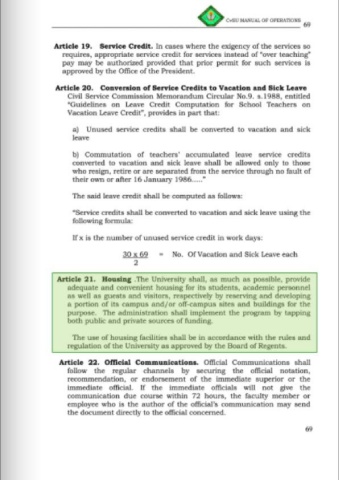 CvSU MANUAL OF OPERATIONS
69
Article 19. Service Credit. In cases where the exigency of the services so
requires, appropriate service credit for services instead of “over teaching”
pay may be authorized provided that prior permit for such services is
approved by the Office of the President.
Article 20. Conversion of Service Credits to Vacation and Sick Leave
Civil Service Commission Memorandum Circular No.9. s.1988, entitled
“Guidelines on Leave Credit Computation for School Teachers on
Vacation Leave Credit”, provides in part that:
a) Unused service credits shall be converted to vacation and sick
leave
b) Commutation of teachers’ accumulated leave service credits
converted to vacation and sick leave shall be allowed only to those
who resign, retire or are separated from the service through no fault of
their own or after 16 January 1986.....”
The said leave credit shall be computed as follows:
“Service credits shall be converted to vacation and sick leave using the
following formula:
If x is the number of unused service credit in work days:
30 x 69 = No. Of Vacation and Sick Leave each
2
Article 21. Housing .The University shall, as much as possible, provide
adequate and convenient housing for its students, academic personnel
as well as guests and visitors, respectively by reserving and developing
a portion of its campus and/or off-campus sites and buildings for the
purpose. The administration shall implement the program by tapping
both public and private sources of funding.
The use of housing facilities shall be in accordance with the rules and
regulation of the University as approved by the Board of Regents.
Article 22. Official Communications. Official Communications shall
follow the regular channels by securing the official notation,
recommendation, or endorsement of the immediate superior or the
immediate official. If the immediate officials will not give the
communication due course within 72 hours, the faculty member or
employee who is the author of the official’s communication may send
the document directly to the official concerned.
69